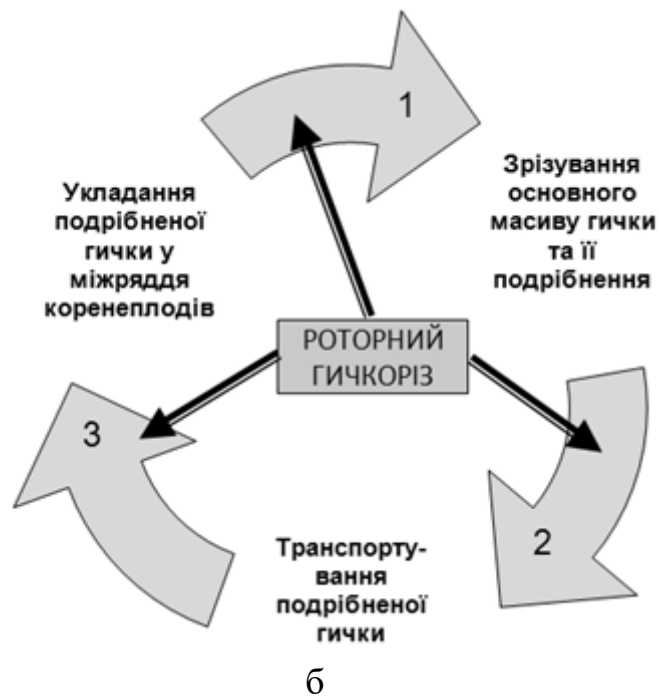 1
Зрізування
основного
масиву гички
та її
подрібнення
Укладання
подрібненої
гички у
міжряддя
коренеплодів
РОТОРНИЙ
ГИЧКОРІЗ
3
2
Транспорту-
вання
подрібненої
гички
б